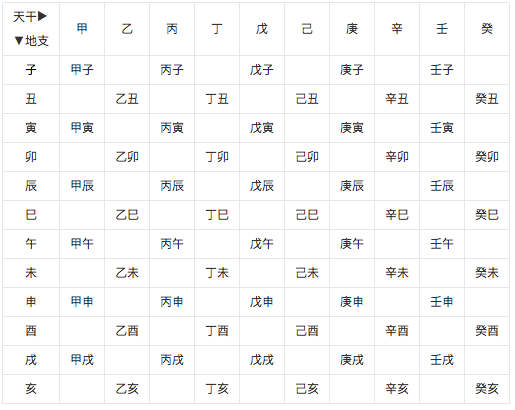 天干▶
▼地支 甲 乙 丙 丁 戊 己 庚 辛 壬 癸
子 甲子 丙子 戊子 庚子 壬子
丑 乙丑 丁丑 己丑 辛丑 癸丑
寅 甲寅 丙寅 戊寅 庚寅 壬寅
卯 乙卯 丁卯 己卯 辛卯 癸卯
辰 甲辰 丙辰 戊辰 庚辰 壬辰
巳 乙巳 丁巳 己巳 辛巳 癸巳
午 甲午 丙午 戊午 庚午 壬午
未 乙未 丁未 己未 辛未 癸未
申 甲申 丙申 戊申 庚申 壬申
酉 乙酉 丁酉 己酉 辛酉 癸酉
戌 甲戌 丙戌 戊戌 庚戌 壬戌
亥 乙亥 丁亥 己亥 辛亥 癸亥